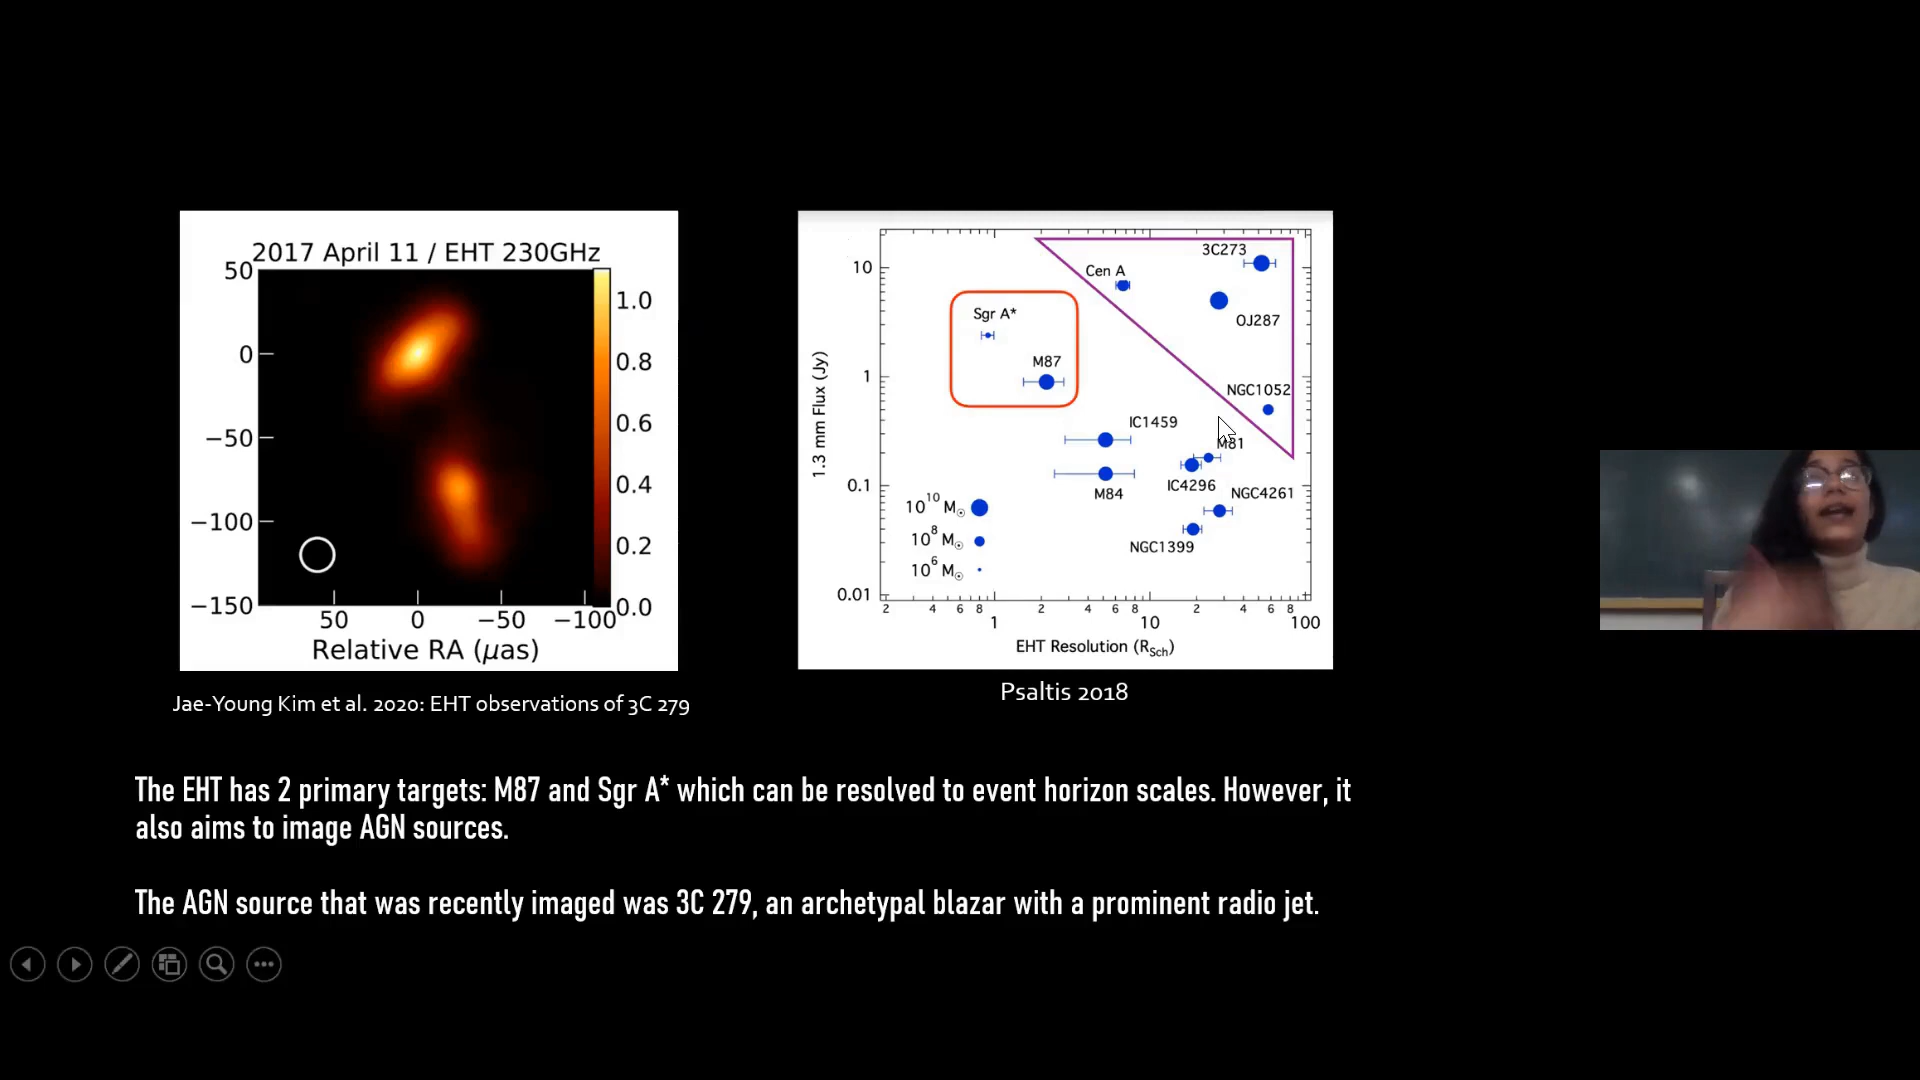 2017 April 11 / EHT 230GHz
50
0
−50
−100
−150
50 0 −50 −100
Relative RA (μas)
1.0
0.8
0.6
0.4
0.2
0.0
Jae-Young Kim et al. 2020: EHT observations of 3C 279
1.3 mm Flux (Jy)
10
1
0.1
0.01
3C273
Cen A
OJ287
Sgr A*
M87
NGC1052
IC1459
M81
M84
IC4296
NGC4261
NGC1399
10^10 M⊙
10^8 M⊙
10^6 M⊙
2 4 6 8 2 4 6 8 2 4 6 8
1 10 100
EHT Resolution (R_Sch)
Psaltis 2018
The EHT has 2 primary targets: M87 and Sgr A* which can be resolved to event horizon scales. However, it
also aims to image AGN sources.
The AGN source that was recently imaged was 3C 279, an archetypal blazar with a prominent radio jet.